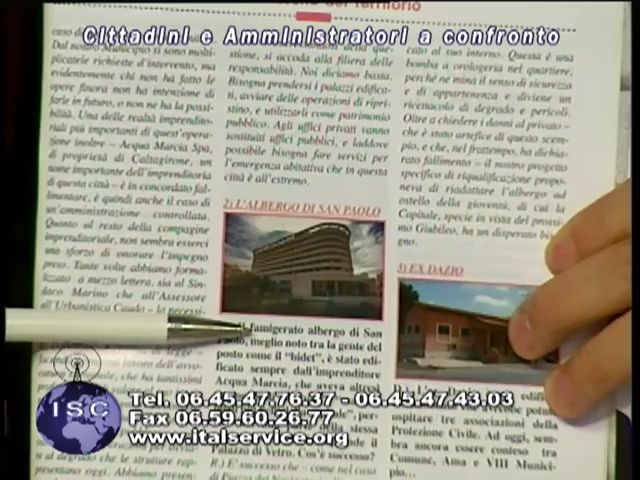 del territorio
Cittadini e Amministratori a confronto
Dal nostro Municipio si sono molti-
plicate le richieste d'intervento, ma
evidentemente chi non ha fatto le
opere finora non ha intenzione di
farle in futuro, o non ne ha la possi-
bilità. Una delle realtà imprendito-
riali più importanti di quest'opera-
zione inoltre – Acqua Marcia Spa,
di proprietà di Caltagirone, un
nome importante dell'imprenditoria
di questa città – è in concordato fal-
limentare, è quindi anche il caso di
un'amministrazione controllata.
Quanto al resto della compagine
imprenditoriale, non sembra esserci
uno sforzo di onorare l'impegno
preso. Tante volte abbiamo forma-
lizzato a mezzo lettera, sia al Sin-
daco Marino che all'Assessore
all'Urbanistica Caudo – la necessi-
sione, si accoda alla filiera delle
responsabilità. Noi diciamo basta.
Bisogna prendersi i palazzi edifica-
ti, avviare delle operazioni di ripri-
stino, e utilizzarli come patrimonio
pubblico. Agli uffici privati vanno
sostituiti uffici pubblici, e laddove
possibile bisogna fare servizi per
l'emergenza abitativa che in questa
città è all'estremo.
2) L'ALBERGO DI SAN PAOLO
famigerato albergo di San
Paolo, meglio noto tra la gente del
posto come il "bidet", è stato edi-
ficato sempre dall'imprenditore
Acqua Marcia, che aveva altresì
Palazzo di Vetro. Cos'è successo?
R.) E' successo che – come nel caso
cato al suo interno. Questa è una
bomba a orologeria nel quartiere,
perché ne mina il senso di sicurezza
e di appartenenza e diviene un
ricettacolo di degrado e pericoli.
Oltre a chiedere i danni al privato –
che è stato artefice di questo scem-
pio, e che, nel frattempo, ha dichia-
rato fallimento – il nostro progetto
specifico di riqualificazione propo-
neva di riadattare l'albergo ad
ostello della gioventù, di cui la
Capitale, specie in vista del prossi-
mo Giubileo, ha un disperato biso-
gno.
3) EX DAZIO
ospitare tre associazioni della
Protezione Civile. Ad oggi, sem-
bra ancora essere conteso tra
Comune, Ama e VIII Munici-
pio...
ISC
Tel. 06.45.47.76.37 - 06.45.47.43.03
Fax 06.59.60.26.77
www.italservice.org